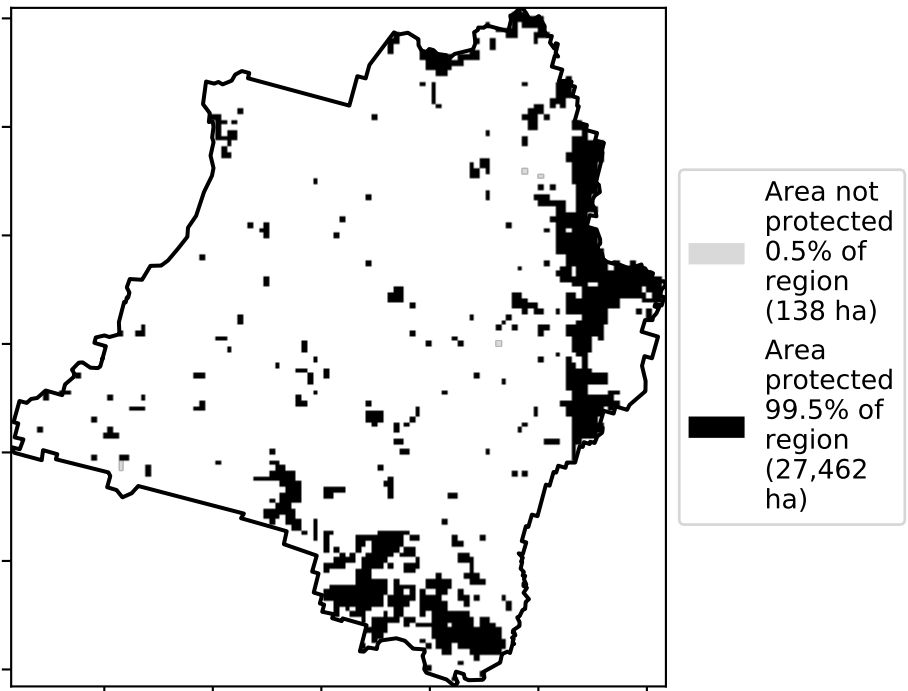 Area not
protected
0.5% of
region
(138 ha)
Area
protected
99.5% of
region
(27,462
ha)